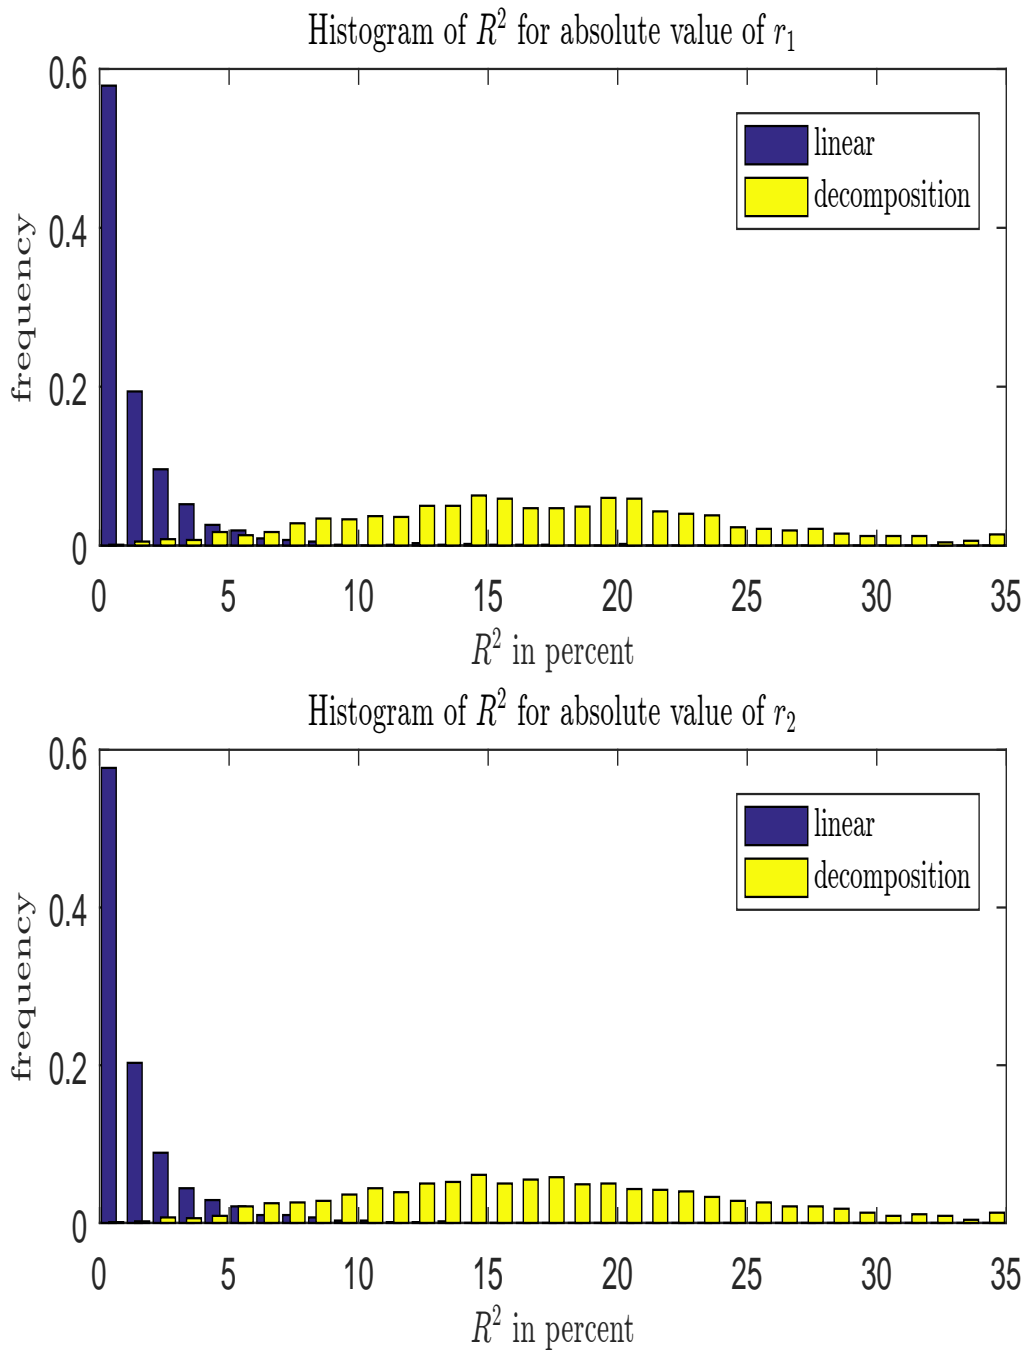 Histogram of R² for absolute value of r₁
0.6
0.4
0.2
0
frequency
linear
decomposition
0 5 10 15 20 25 30 35
R² in percent
Histogram of R² for absolute value of r₂
0.6
0.4
0.2
0
frequency
linear
decomposition
0 5 10 15 20 25 30 35
R² in percent